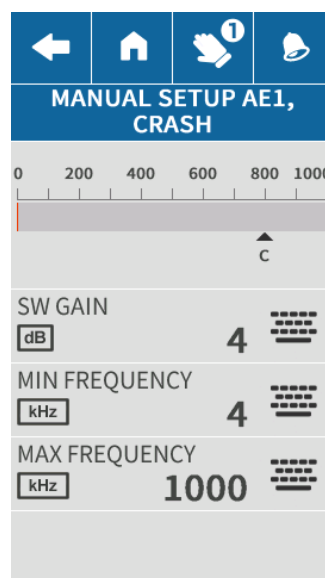 1
MANUAL SETUP AE1,
CRASH
0 200 400 600 800 1000
C
SW GAIN
dB 4
MIN FREQUENCY
kHz 4
MAX FREQUENCY
kHz 1000